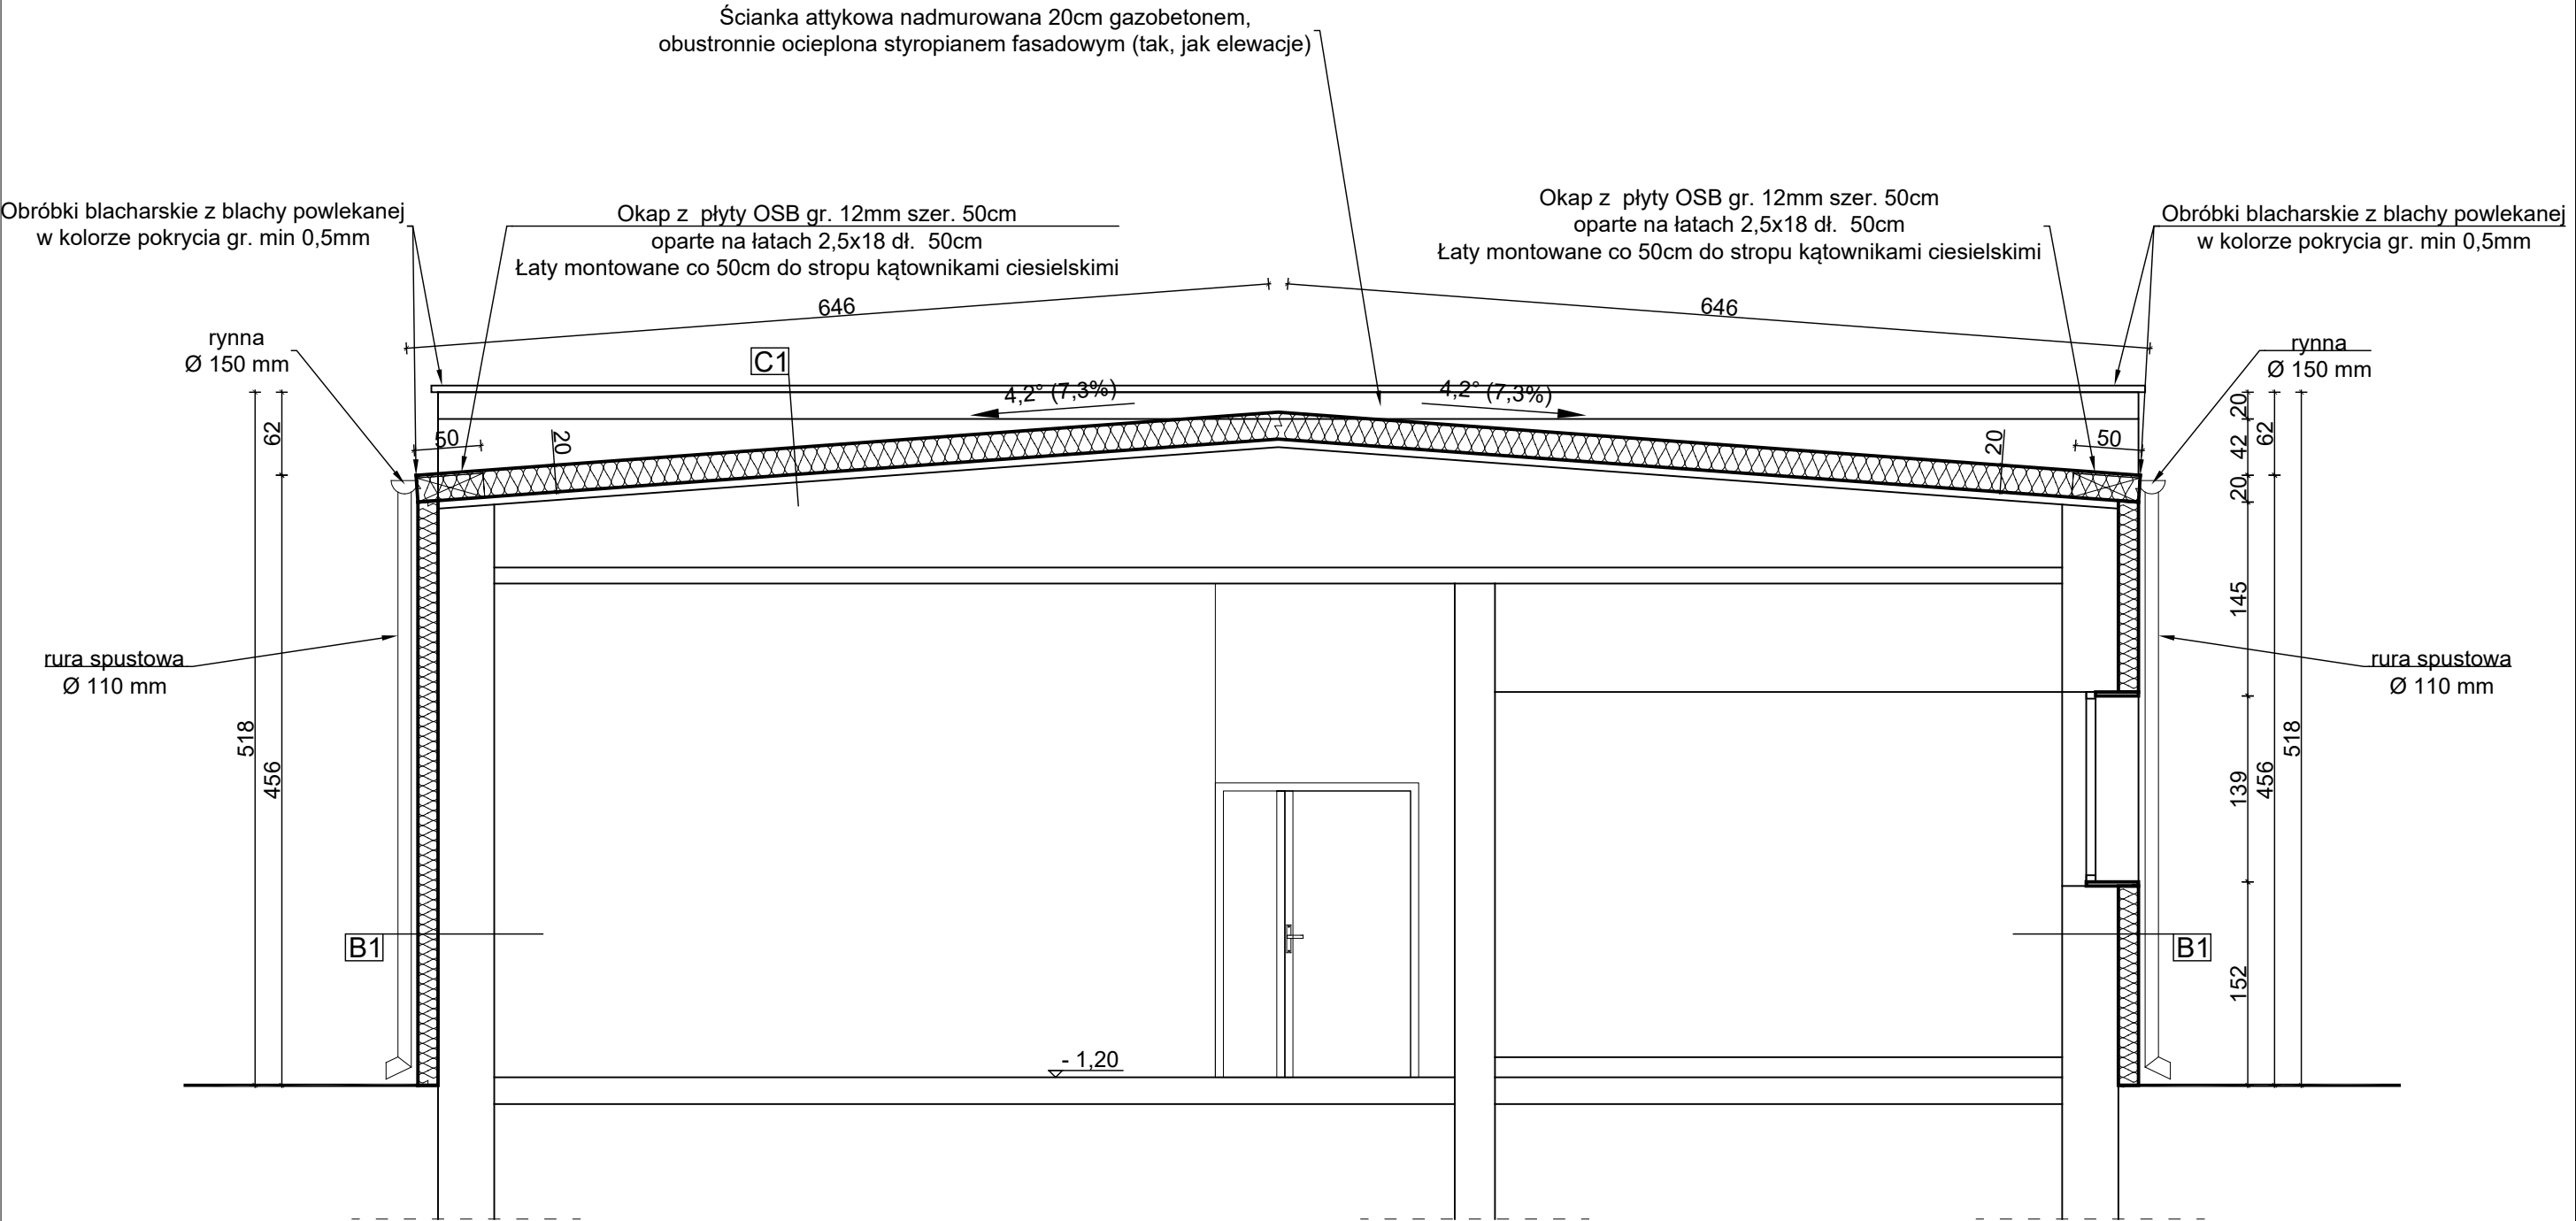 Ścianka attykowa nadmurowana 20cm gazobetonem,
obustronnie ocieplona styropianem fasadowym (tak, jak elewacje)
Obróbki blacharskie z blachy powlekanej
w kolorze pokrycia gr. min 0,5mm
Okap z płyty OSB gr. 12mm szer. 50cm
oparte na łatach 2,5x18 dł. 50cm
Łaty montowane co 50cm do stropu kątownikami ciesielskimi
Okap z płyty OSB gr. 12mm szer. 50cm
oparte na łatach 2,5x18 dł. 50cm
Łaty montowane co 50cm do stropu kątownikami ciesielskimi
Obróbki blacharskie z blachy powlekanej
w kolorze pokrycia gr. min 0,5mm
646
646
rynna
Ø 150 mm
rynna
Ø 150 mm
C1
4,2° (7,3%)
4,2° (7,3%)
62
50
20
20
50
20
42
62
20
145
rura spustowa
Ø 110 mm
rura spustowa
Ø 110 mm
518
456
139
456
518
B1
B1
152
- 1,20